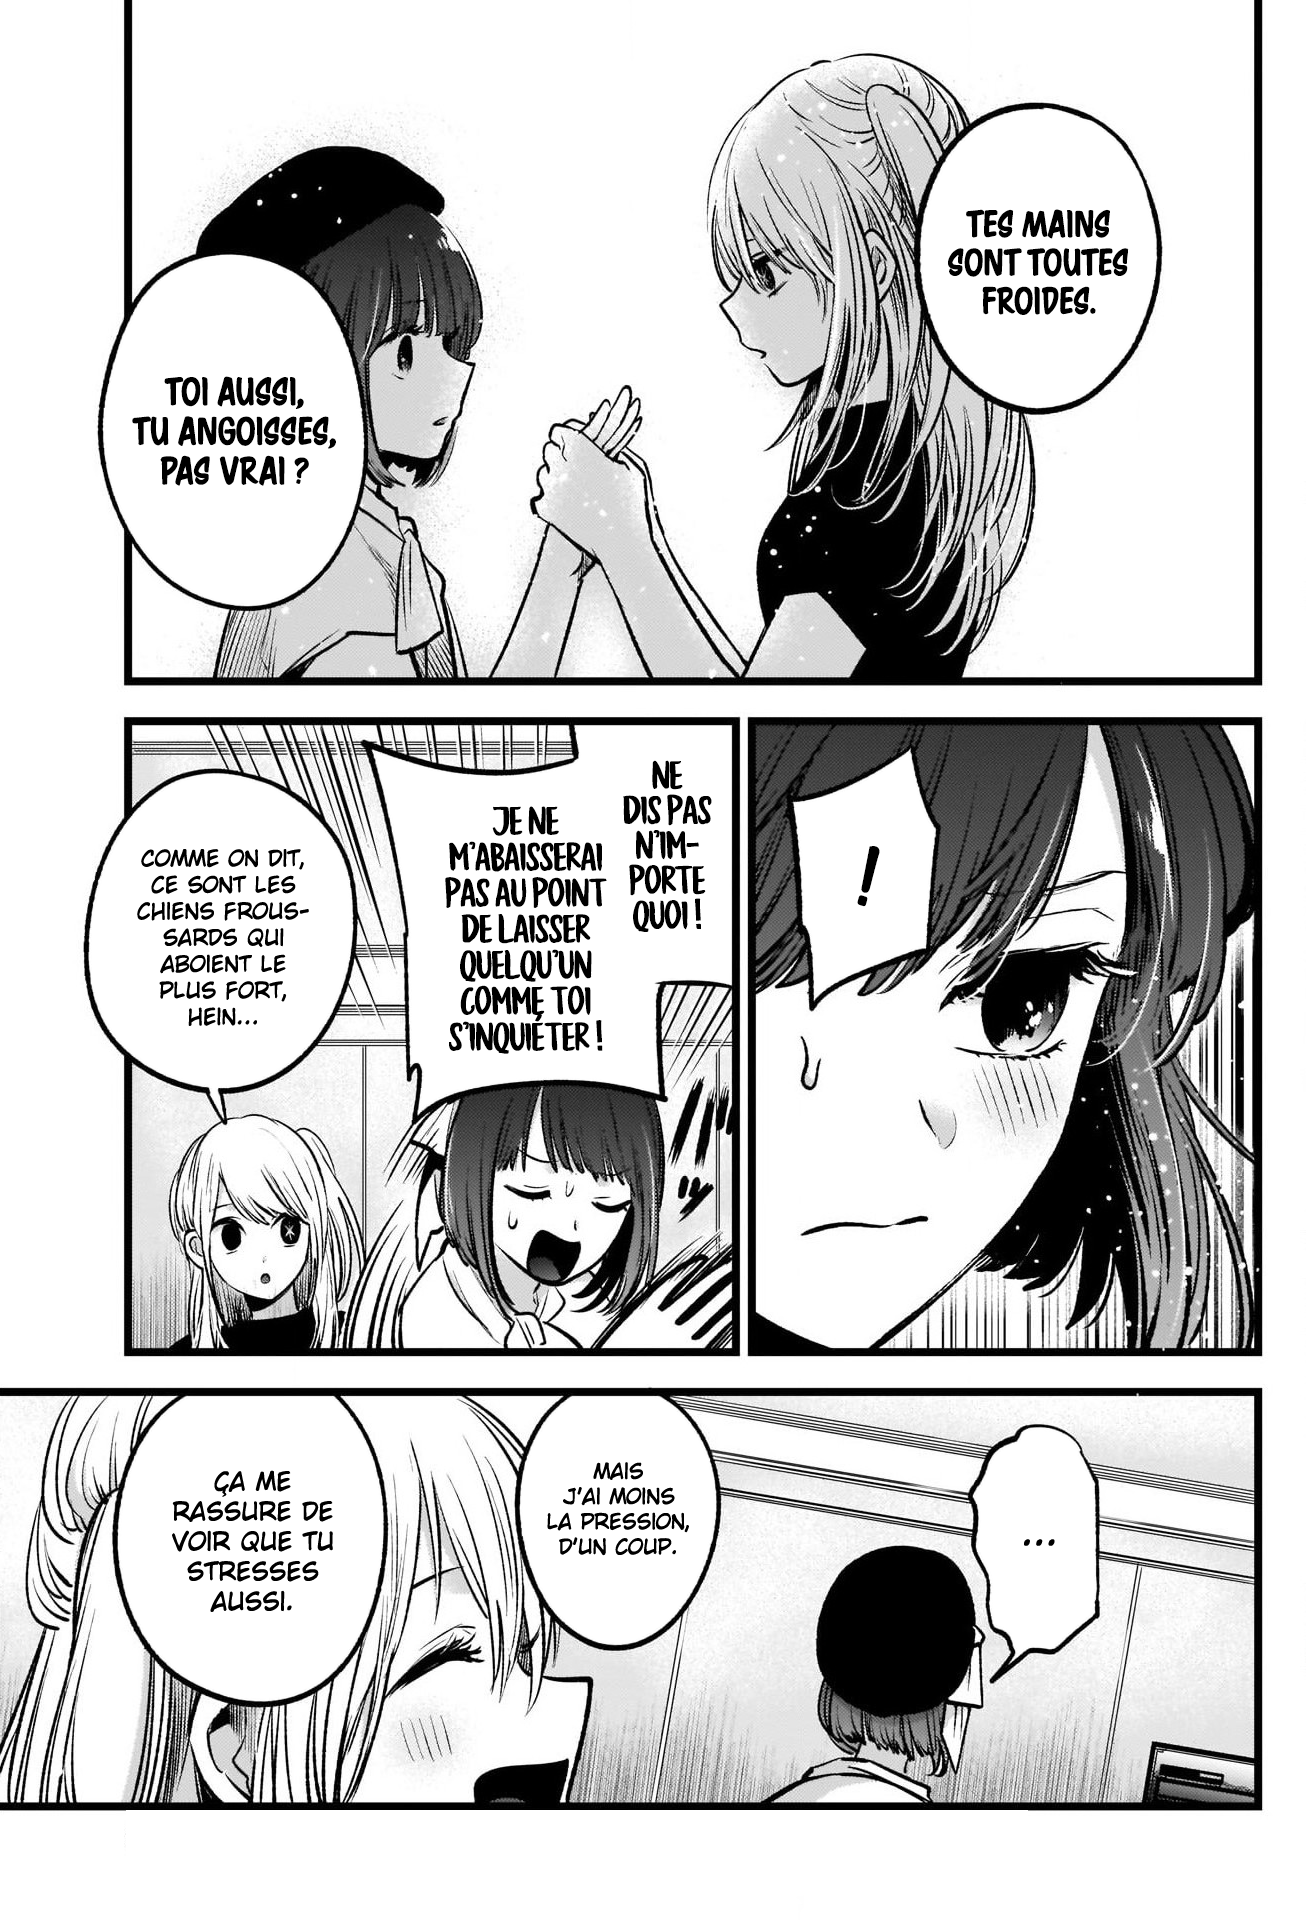 TES MAINS
SONT TOUTES
FROIDES.
TOI AUSSI,
TU ANGOISSES,
PAS VRAI ?
!
NE
DIS PAS
N'IM-
PORTE
QUOI !
JE NE
M'ABAISSERAI
PAS AU POINT
DE LAISSER
QUELQU'UN
COMME TOI
S'INQUIÉTER !
COMME ON DIT,
CE SONT LES
CHIENS FROUS-
SARDS QUI
ABOIENT LE
PLUS FORT,
HEIN...
...
MAIS
J'AI MOINS
LA PRESSION,
D'UN COUP.
ÇA ME
RASSURE DE
VOIR QUE TU
STRESSES
AUSSI.